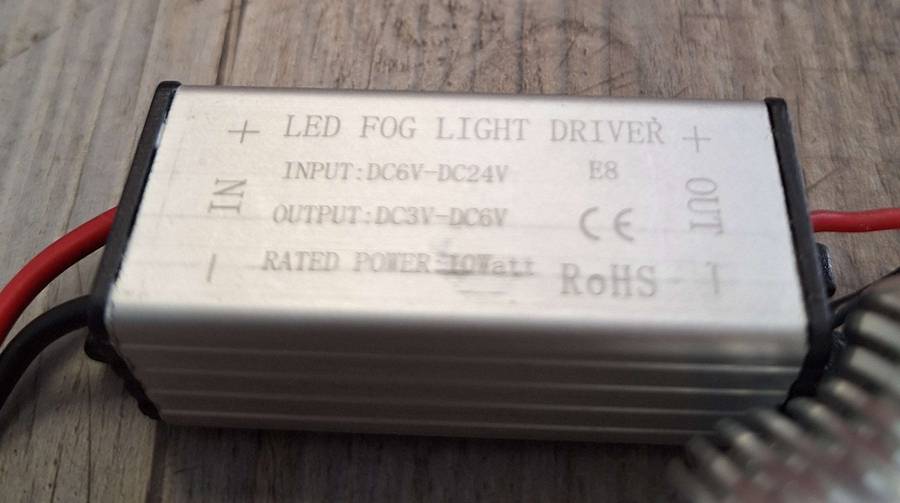 + LED FOG LIGHT DRIVER +
INPUT:DC6V-DC24V E8
IN OUTPUT:DC3V-DC6V CE OUT
- RATED POWER:10Watt RoHS -